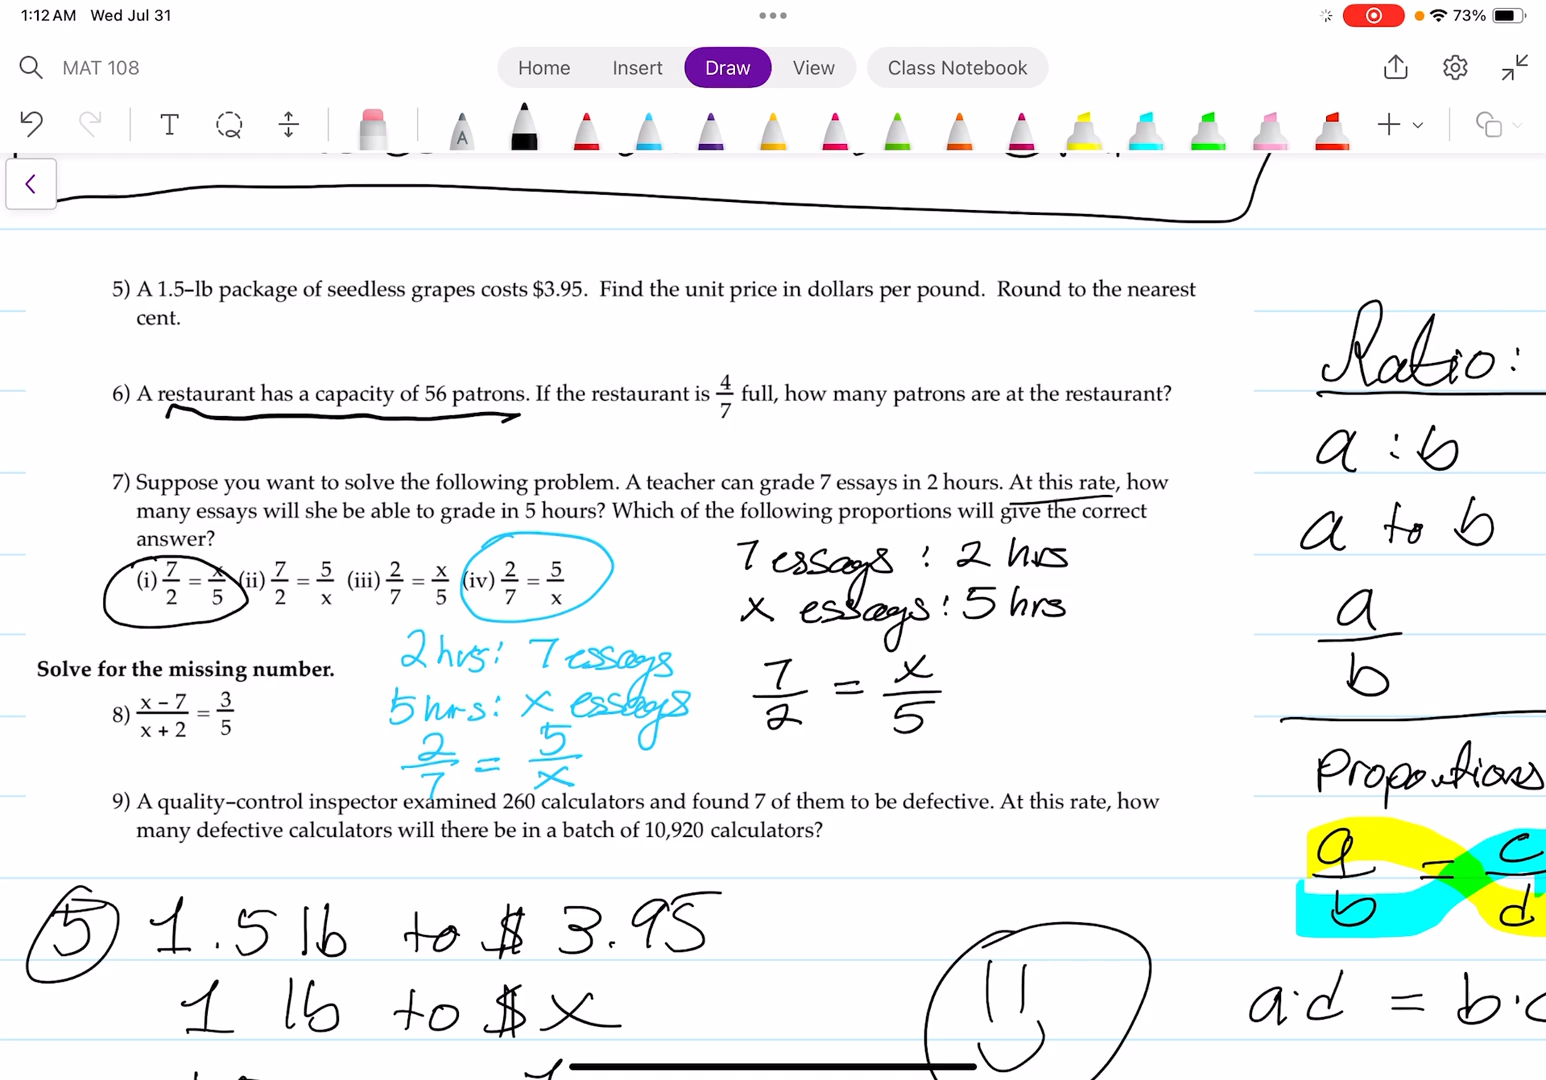 1:12 AM Wed Jul 31
73%
MAT 108
Home Insert Draw View Class Notebook
T
A
5) A 1.5–lb package of seedless grapes costs $3.95. Find the unit price in dollars per pound. Round to the nearest
cent.
6) A restaurant has a capacity of 56 patrons. If the restaurant is 4/7 full, how many patrons are at the restaurant?
7) Suppose you want to solve the following problem. A teacher can grade 7 essays in 2 hours. At this rate, how
many essays will she be able to grade in 5 hours? Which of the following proportions will give the correct
answer?
(i) 7/2 = x/5 (ii) 7/2 = 5/x (iii) 2/7 = x/5 (iv) 2/7 = 5/x
7 essays : 2 hrs
x essays : 5 hrs
7/2 = x/5
2 hrs : 7 essays
5 hrs : x essays
2/7 = 5/x
Solve for the missing number.
8) x – 7/x + 2 = 3/5
9) A quality–control inspector examined 260 calculators and found 7 of them to be defective. At this rate, how
many defective calculators will there be in a batch of 10,920 calculators?
5 1.5 lb to $ 3.95
1 lb to $ x
Ratio:
a : b
a to b
a/b
Proportions
a/b = c/d
a·d = b·c